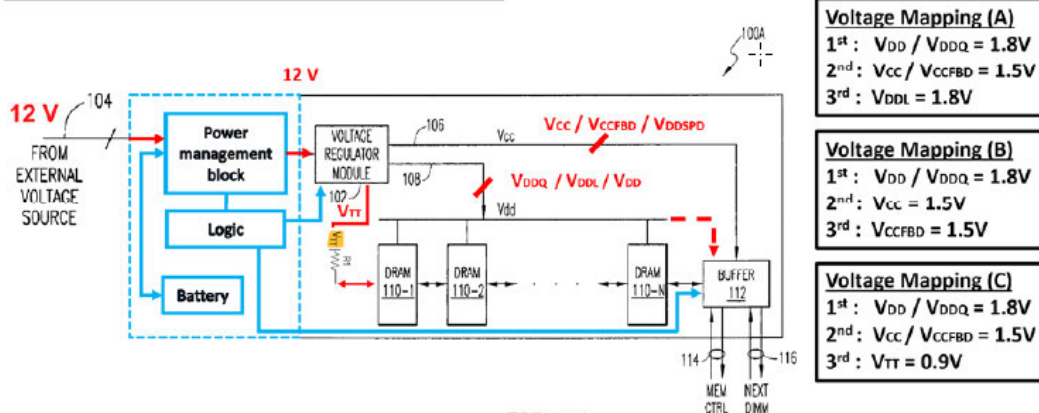 100A
12 V
12 V
104
FROM
EXTERNAL
VOLTAGE
SOURCE
Power
management
block
Logic
Battery
VOLTAGE
REGULATOR
MODULE
102
106
108
Vcc
VCC / VCCFBD / VDDSPD
VDDQ / VDDL / VDD
Vdd
VTT
VTT
R1
DRAM
110-1
DRAM
110-2
DRAM
110-N
BUFFER
112
114
116
MEM
CTRL
NEXT
DIMM
Voltage Mapping (A)
1st : VDD / VDDQ = 1.8V
2nd : VCC / VCCFBD = 1.5V
3rd : VDDL = 1.8V
Voltage Mapping (B)
1st : VDD / VDDQ = 1.8V
2nd : VCC = 1.5V
3rd : VCCFBD = 1.5V
Voltage Mapping (C)
1st : VDD / VDDQ = 1.8V
2nd : VCC / VCCFBD = 1.5V
3rd : VTT = 0.9V